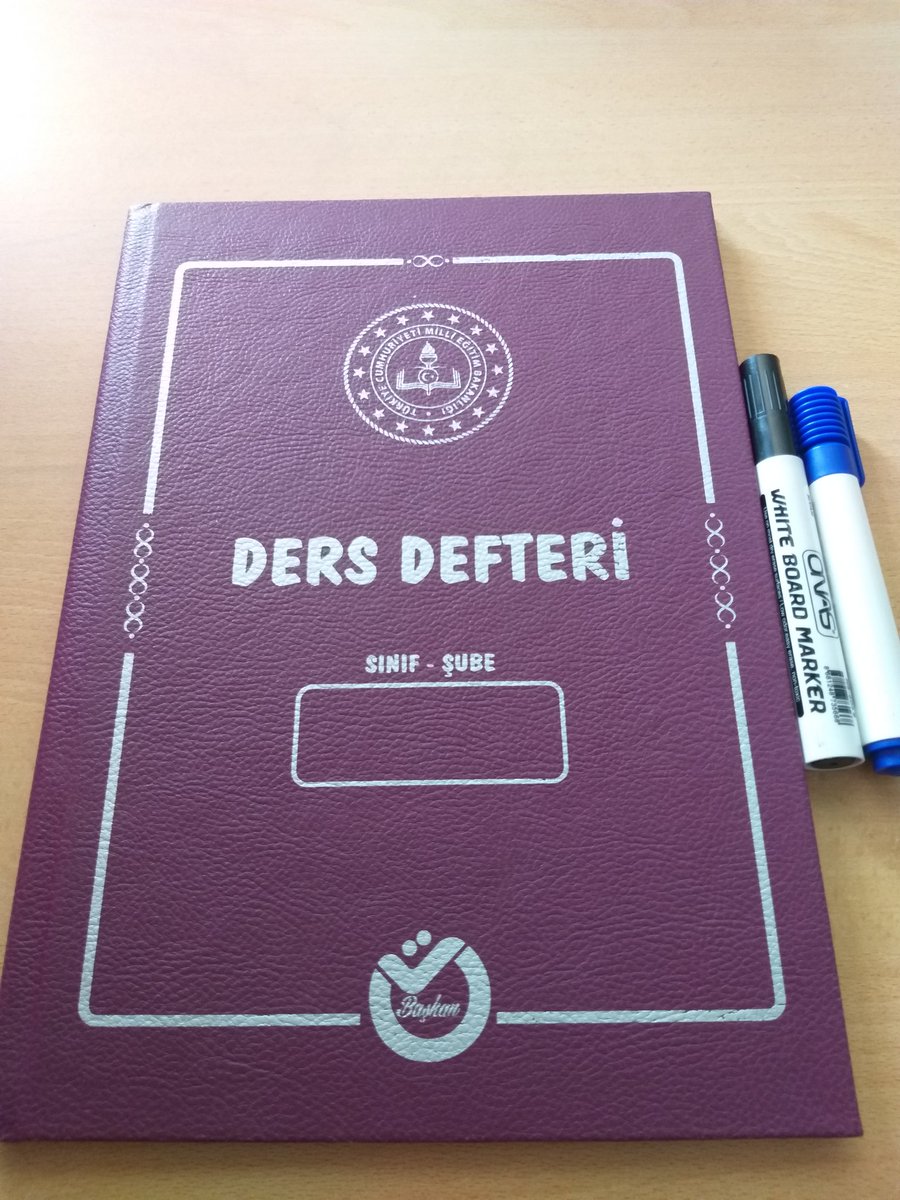 TÜRKİYE CUMHURİYETİ MİLLİ EĞİTİM BAKANLIĞI
DERS DEFTERİ
SINIF - ŞUBE
Başkan
WHITE BOARD MARKER